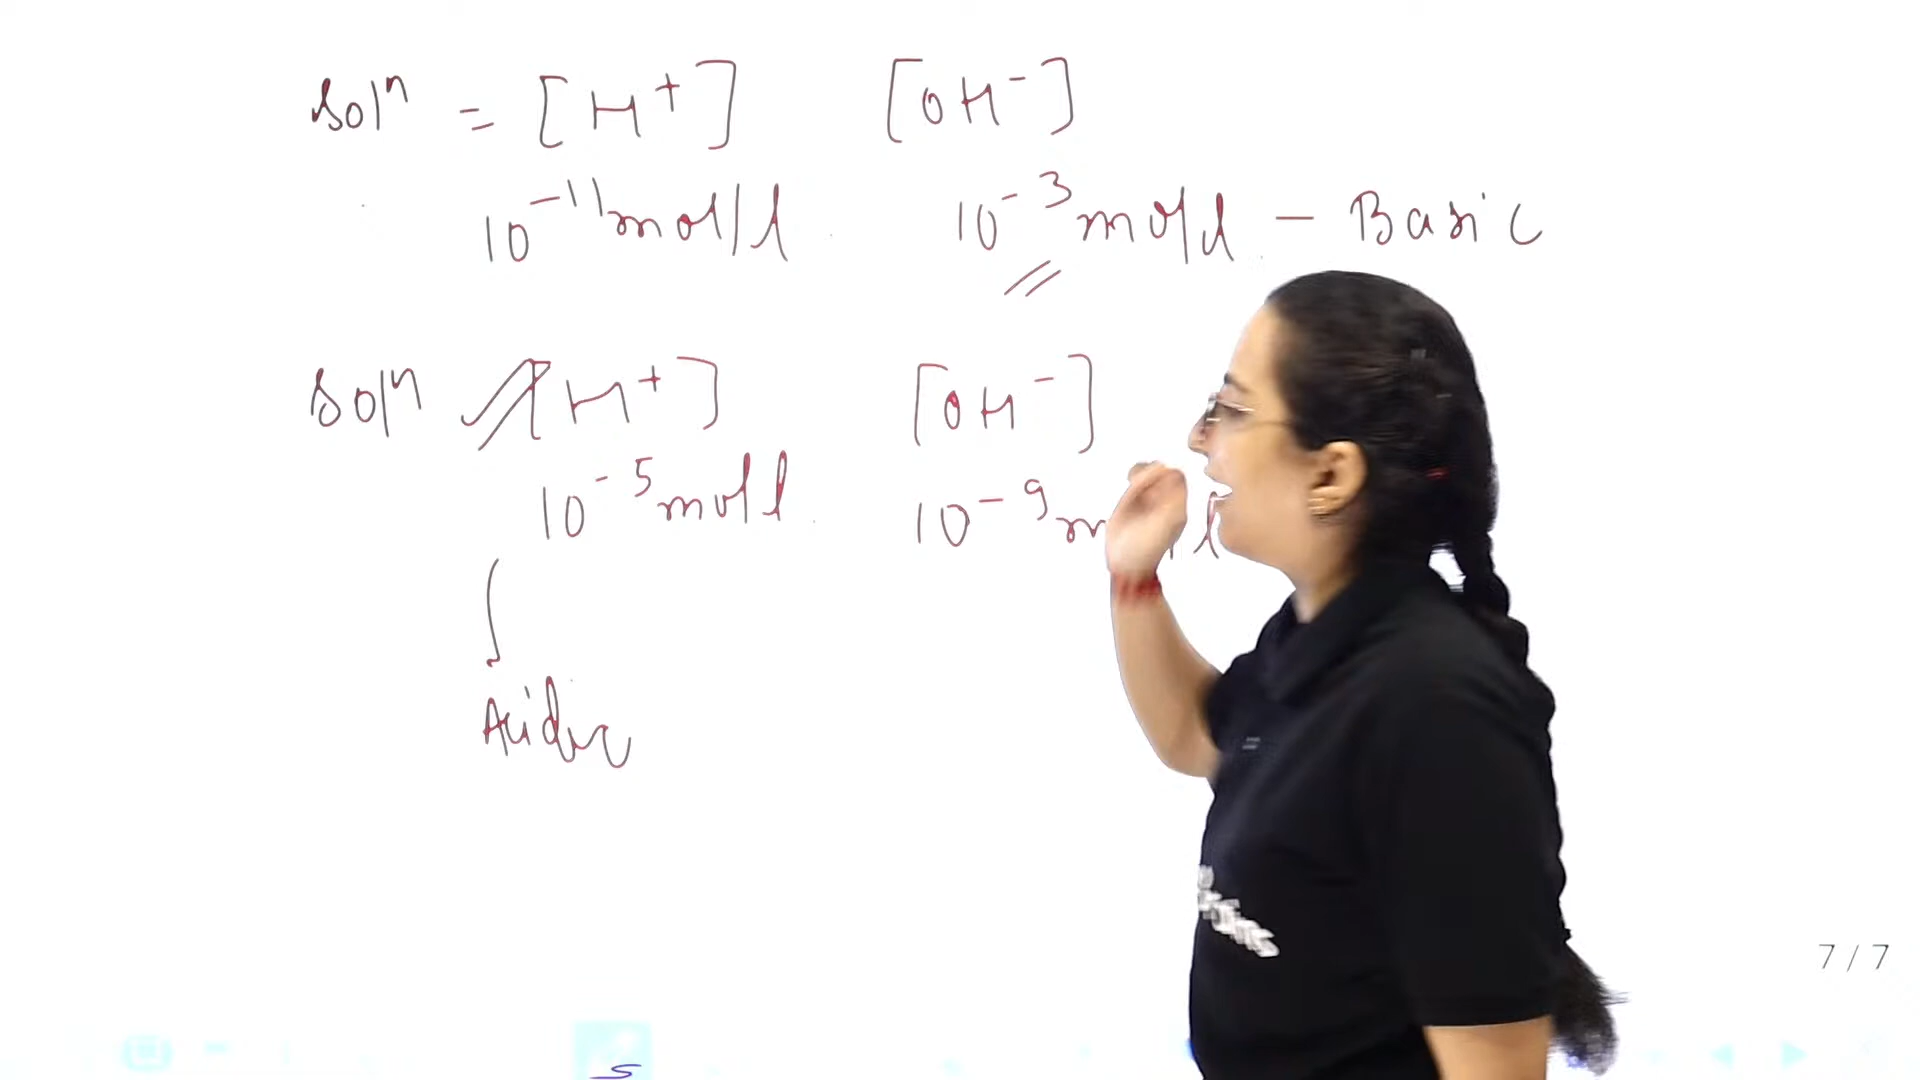 Solⁿ = [H⁺] [OH⁻]
10⁻¹¹ mol/l 10⁻³ mol/l - Basic
Solⁿ [H⁺] [OH⁻]
10⁻⁵ mol/l 10⁻⁹
Acidic
7/7